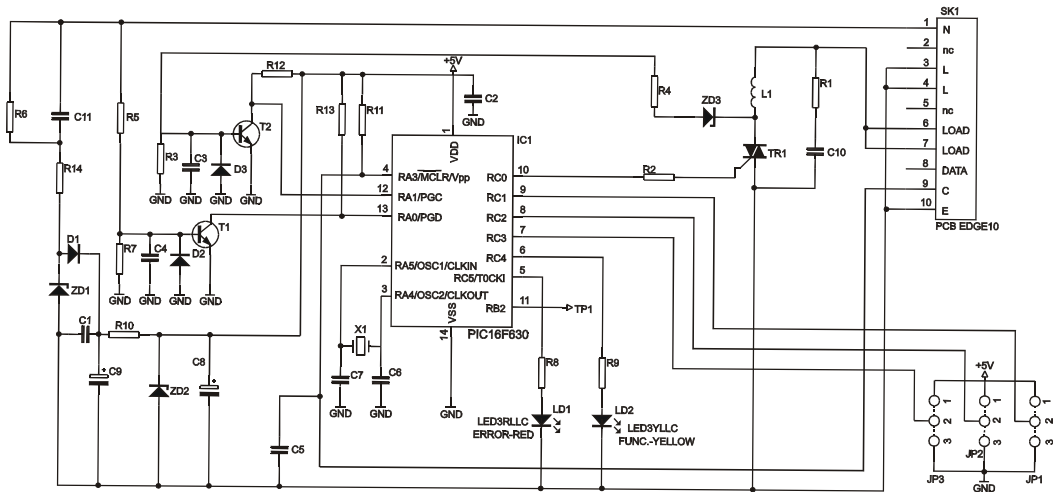 SK1
N 1
nc 2
L 3
L 4
nc 5
LOAD 6
LOAD 7
DATA 8
C 9
E 10
PCB EDGE10
R6
C11
R5
R14
R12
+5V
R13
R11
C2
GND
T2
R3
C3
D3
GND
GND
GND
GND
R4
ZD3
L1
R1
TR1
C10
R2
IC1
1
VDD
4 RA3/MCLR/Vpp
12 RA1/PGC
13 RA0/PGD
2 RA5/OSC1/CLKIN
3 RA4/OSC2/CLKOUT
RC0 10
RC1 9
RC2 8
RC3 7
RC4 6
RC5/T0CKI 5
RB2 11
TP1
VSS
14
PIC16F630
GND
T1
R7
C4
D2
GND
GND
GND
GND
D1
ZD1
C1
R10
C9
+
ZD2
C8
+
X1
C7
C6
GND
GND
C5
R8
R9
LD1
LED3RLLC
ERROR-RED
LD2
LED3YLLC
FUNC.-YELLOW
+5V
1
2
3
JP3
1
2
3
JP2
1
2
3
JP1
GND